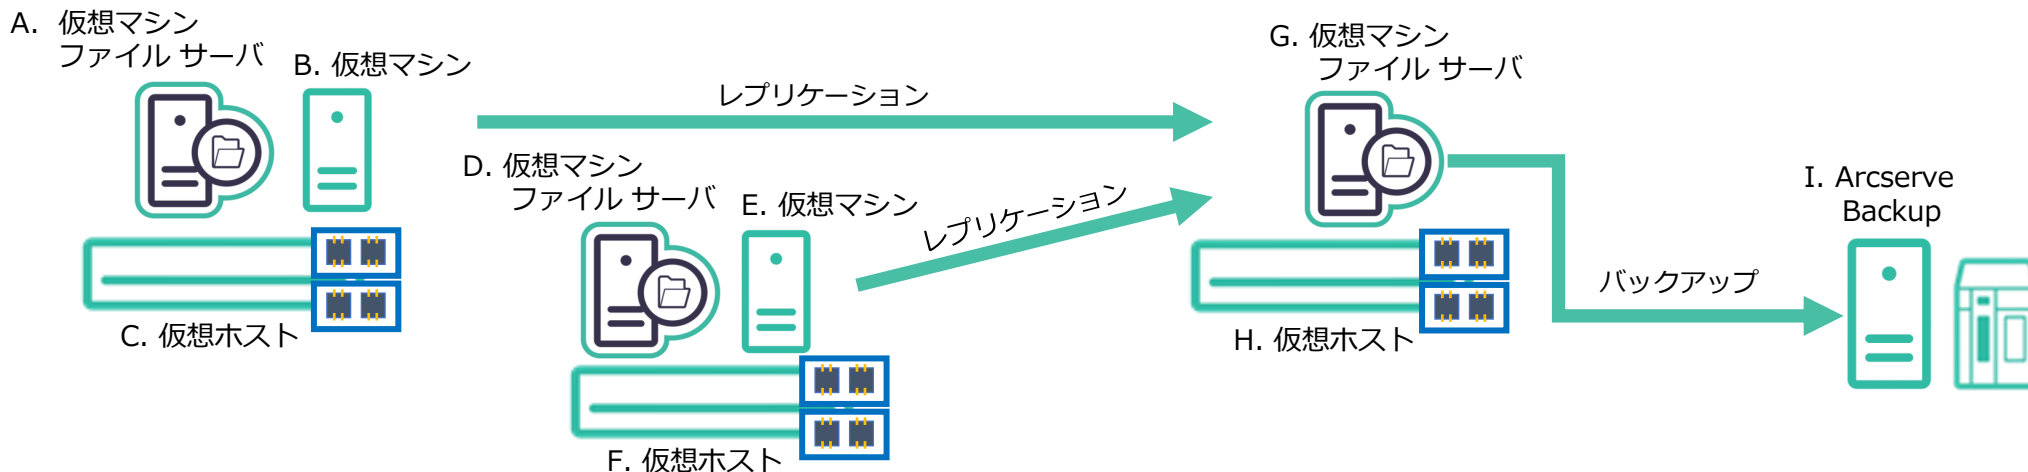 A. 仮想マシン
ファイル サーバ
B. 仮想マシン
C. 仮想ホスト
レプリケーション
D. 仮想マシン
ファイル サーバ
E. 仮想マシン
F. 仮想ホスト
レプリケーション
G. 仮想マシン
ファイル サーバ
H. 仮想ホスト
バックアップ
I. Arcserve
Backup